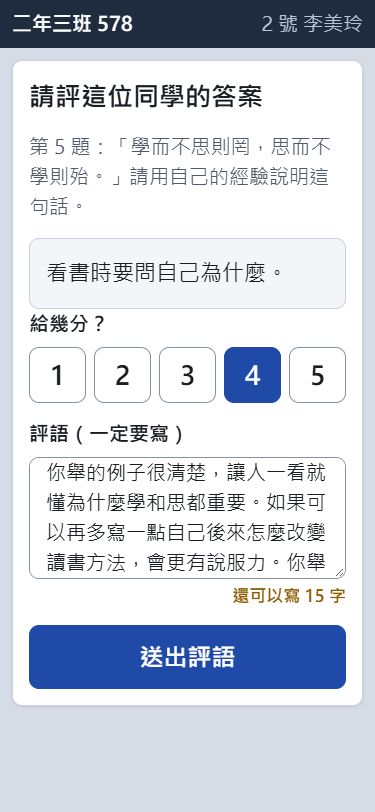 二年三班 578
2 號 李美玲
請評這位同學的答案
第 5 題：「學而不思則罔，思而不
學則殆。」請用自己的經驗說明這
句話。
看書時要問自己為什麼。
給幾分？
1 2 3 4 5
評語（一定要寫）
你舉的例子很清楚，讓人一看就
懂為什麼學和思都重要。如果可
以再多寫一點自己後來怎麼改變
讀書方法，會更有說服力。你舉
還可以寫 15 字
送出評語